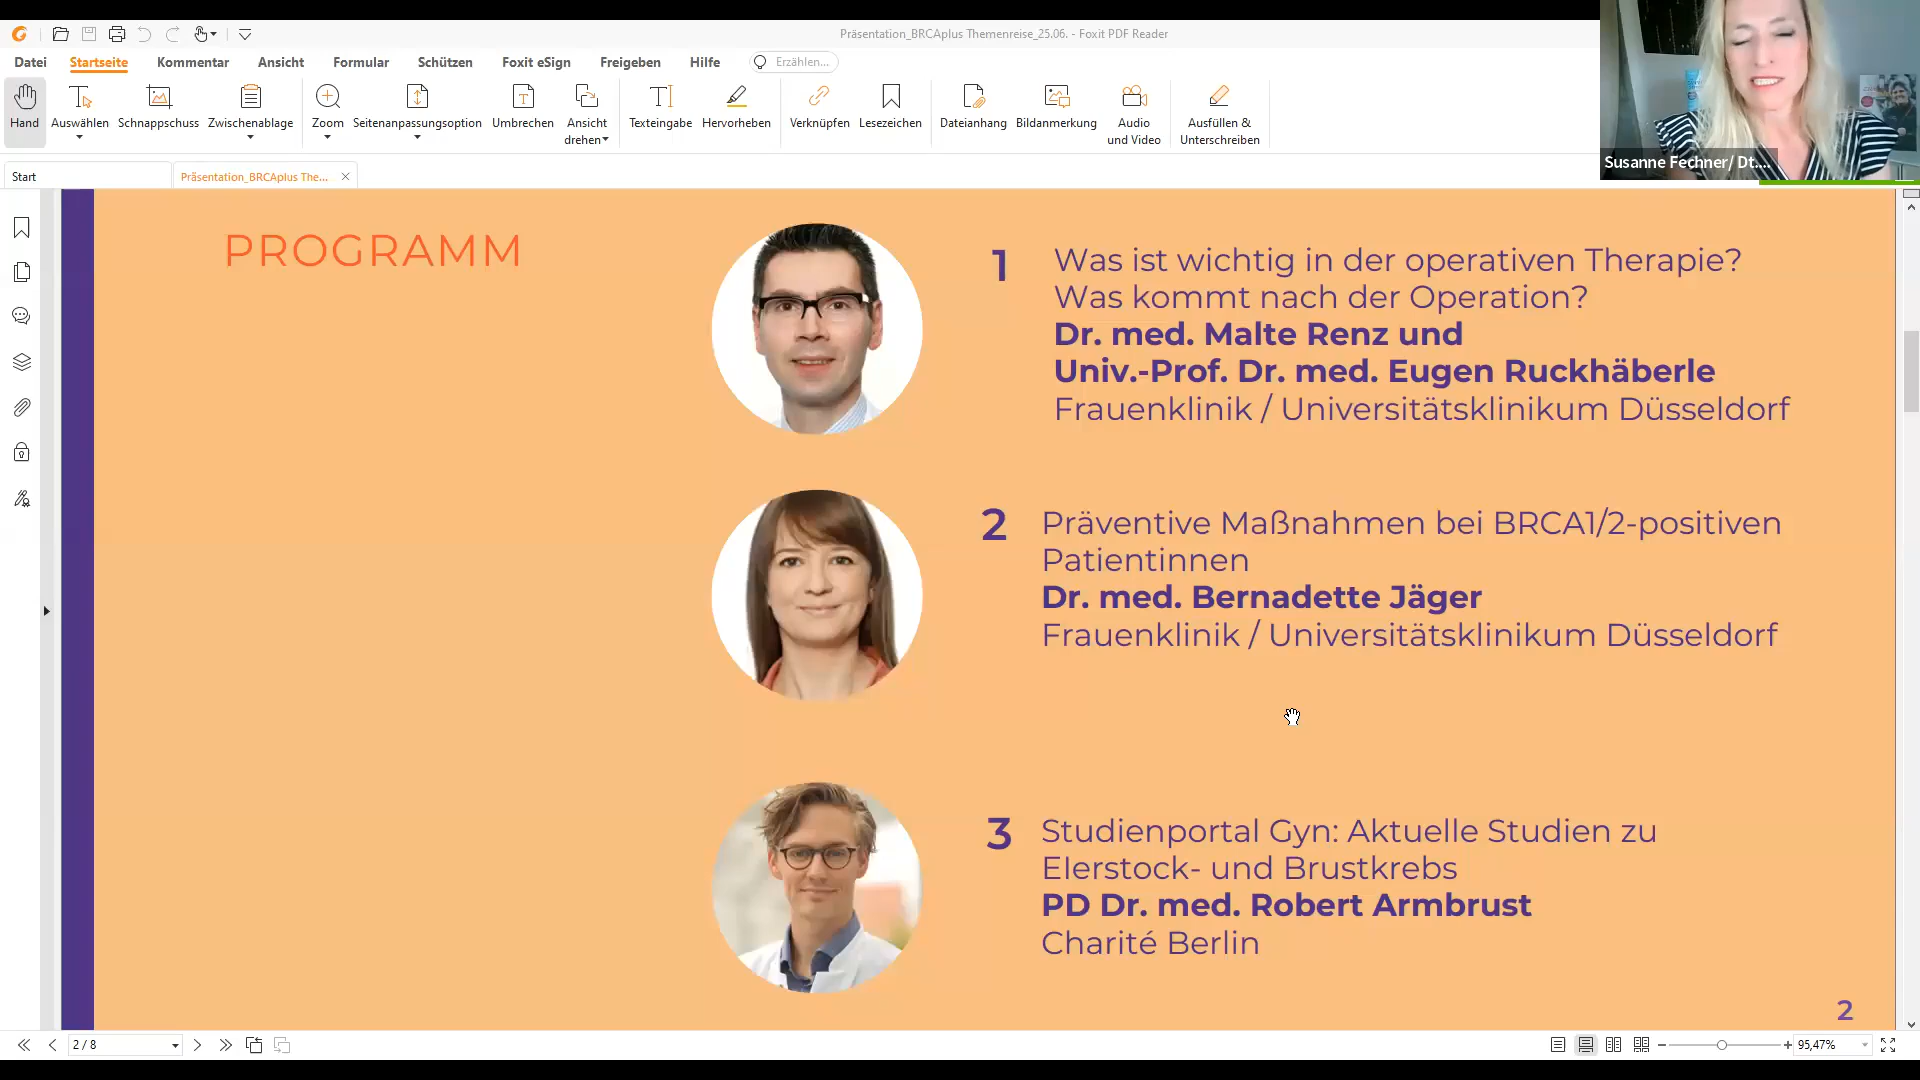 Präsentation_BRCAplus Themenreise_25.06. - Foxit PDF Reader
Datei Startseite Kommentar Ansicht Formular Schützen Foxit eSign Freigeben Hilfe Erzählen...
Hand Auswählen Schnappschuss Zwischenablage Zoom Seitenanpassungsoption Umbrechen Ansicht drehen Texteingabe Hervorheben Verknüpfen Lesezeichen Dateianhang Bildanmerkung Audio und Video Ausfüllen & Unterschreiben
Susanne Fechner/ Dt....
Start Präsentation_BRCAplus The...
PROGRAMM
1 Was ist wichtig in der operativen Therapie?
Was kommt nach der Operation?
Dr. med. Malte Renz und
Univ.-Prof. Dr. med. Eugen Ruckhäberle
Frauenklinik / Universitätsklinikum Düsseldorf
2 Präventive Maßnahmen bei BRCA1/2-positiven
Patientinnen
Dr. med. Bernadette Jäger
Frauenklinik / Universitätsklinikum Düsseldorf
3 Studienportal Gyn: Aktuelle Studien zu
EIerstock- und Brustkrebs
PD Dr. med. Robert Armbrust
Charité Berlin
2
2 / 8
95,47%